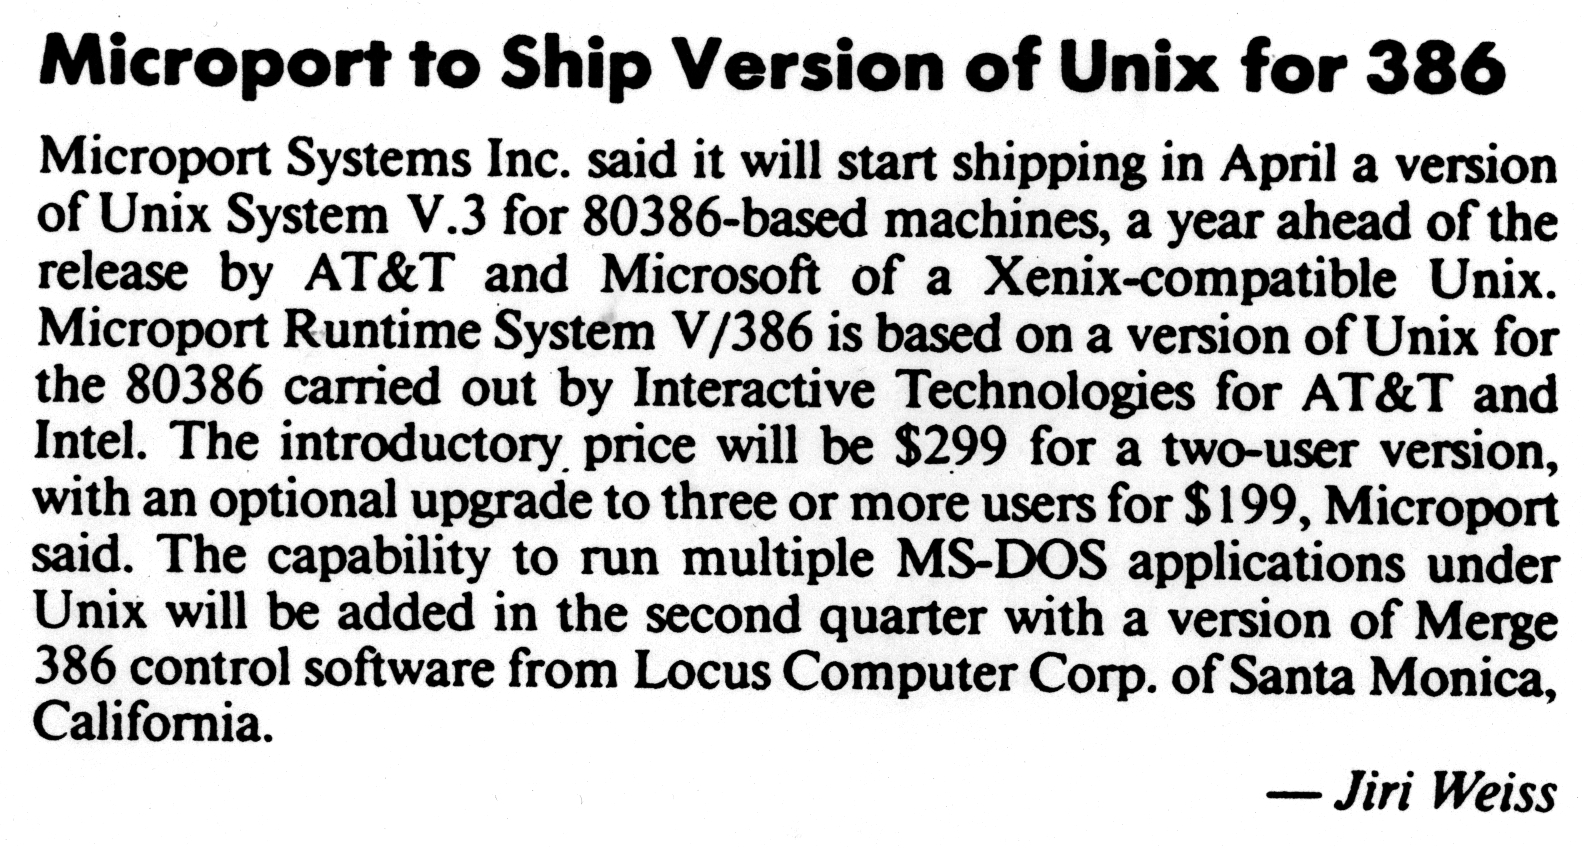 Microport to Ship Version of Unix for 386
Microport Systems Inc. said it will start shipping in April a version
of Unix System V.3 for 80386-based machines, a year ahead of the
release by AT&T and Microsoft of a Xenix-compatible Unix.
Microport Runtime System V/386 is based on a version of Unix for
the 80386 carried out by Interactive Technologies for AT&T and
Intel. The introductory price will be $299 for a two-user version,
with an optional upgrade to three or more users for $199, Microport
said. The capability to run multiple MS-DOS applications under
Unix will be added in the second quarter with a version of Merge
386 control software from Locus Computer Corp. of Santa Monica,
California.
— Jiri Weiss